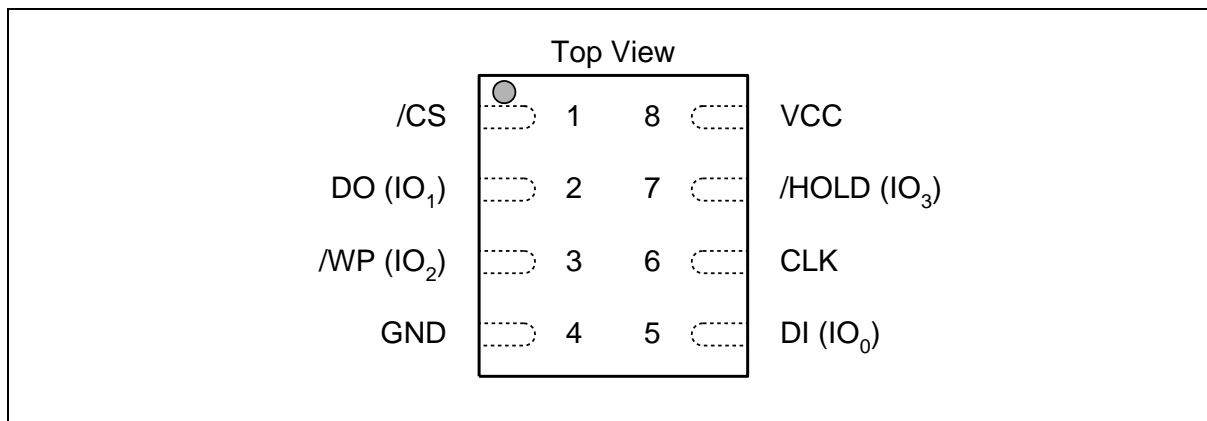 Top View
/CS 1 8 VCC
DO (IO₁) 2 7 /HOLD (IO₃)
/WP (IO₂) 3 6 CLK
GND 4 5 DI (IO₀)